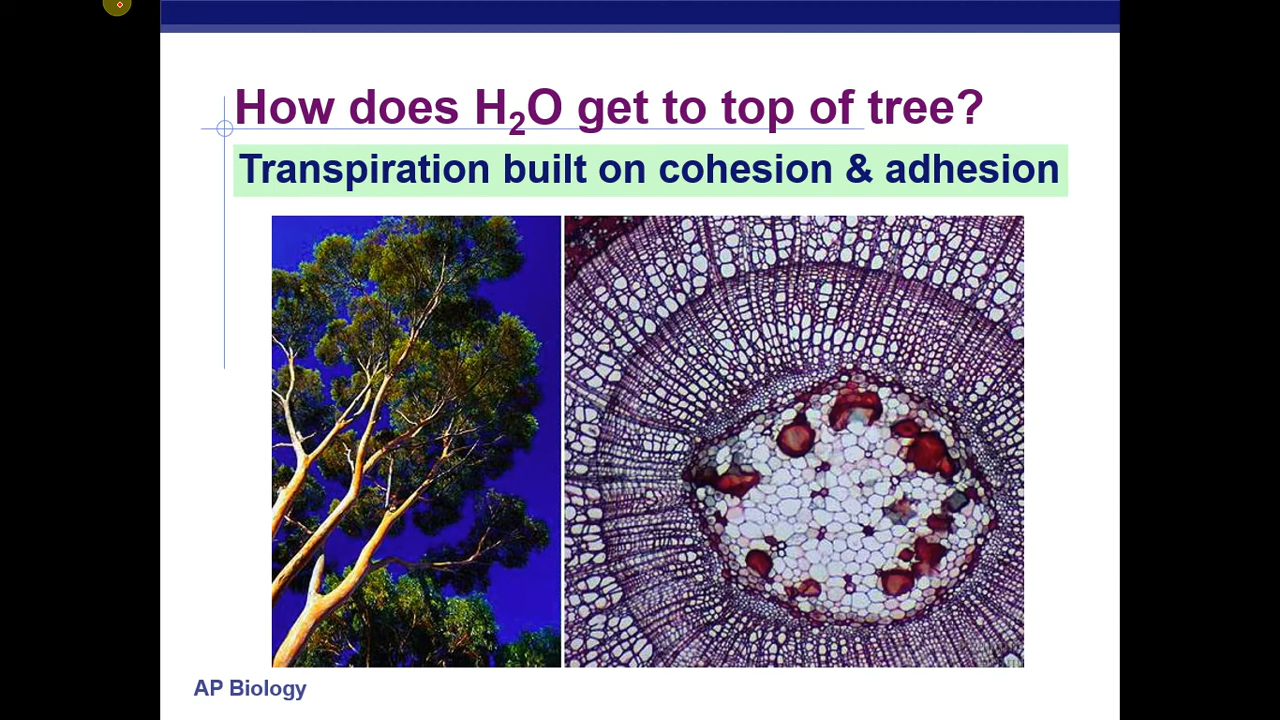 How does H₂O get to top of tree?
Transpiration built on cohesion & adhesion
AP Biology